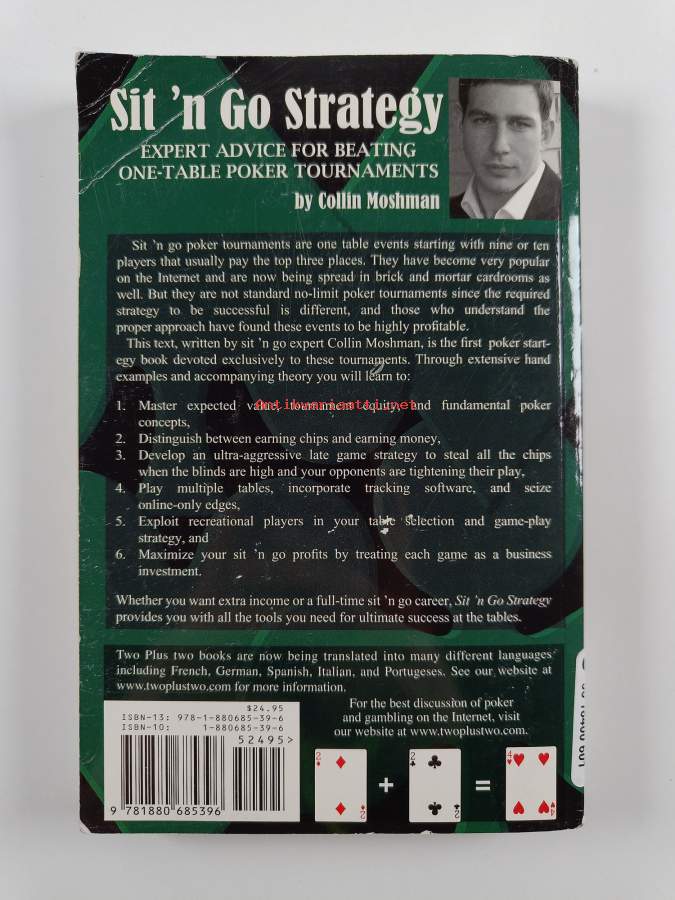 Sit 'n Go Strategy
EXPERT ADVICE FOR BEATING
ONE-TABLE POKER TOURNAMENTS
by Collin Moshman
Sit 'n go poker tournaments are one table events starting with nine or ten
players that usually pay the top three places. They have become very popular
on the Internet and are now being spread in brick and mortar cardrooms as
well. But they are not standard no-limit poker tournaments since the required
strategy to be successful is different, and those who understand the
proper approach have found these events to be highly profitable.
This text, written by sit 'n go expert Collin Moshman, is the first poker start-
egy book devoted exclusively to these tournaments. Through extensive hand
examples and accompanying theory you will learn to:
1. Master expected value, tournament equity, and fundamental poker
concepts,
Antikvariaatti.net
2. Distinguish between earning chips and earning money,
3. Develop an ultra-aggressive late game strategy to steal all the chips
when the blinds are high and your opponents are tightening their play,
4. Play multiple tables, incorporate tracking software, and seize
online-only edges,
5. Exploit recreational players in your table selection and game-play
strategy, and
6. Maximize your sit 'n go profits by treating each game as a business
investment.
Whether you want extra income or a full-time sit 'n go career, Sit 'n Go Strategy
provides you with all the tools you need for ultimate success at the tables.
Two Plus two books are now being translated into many different languages
including French, German, Spanish, Italian, and Portugeses. See our website at
www.twoplustwo.com for more information.
$24.95
ISBN-13: 978-1-880685-39-6
ISBN-10: 1-880685-39-6
52495>
9 781880 685396
For the best discussion of poker
and gambling on the Internet, visit
our website at www.twoplustwo.com.
2 2 + 2 2 = 4 4